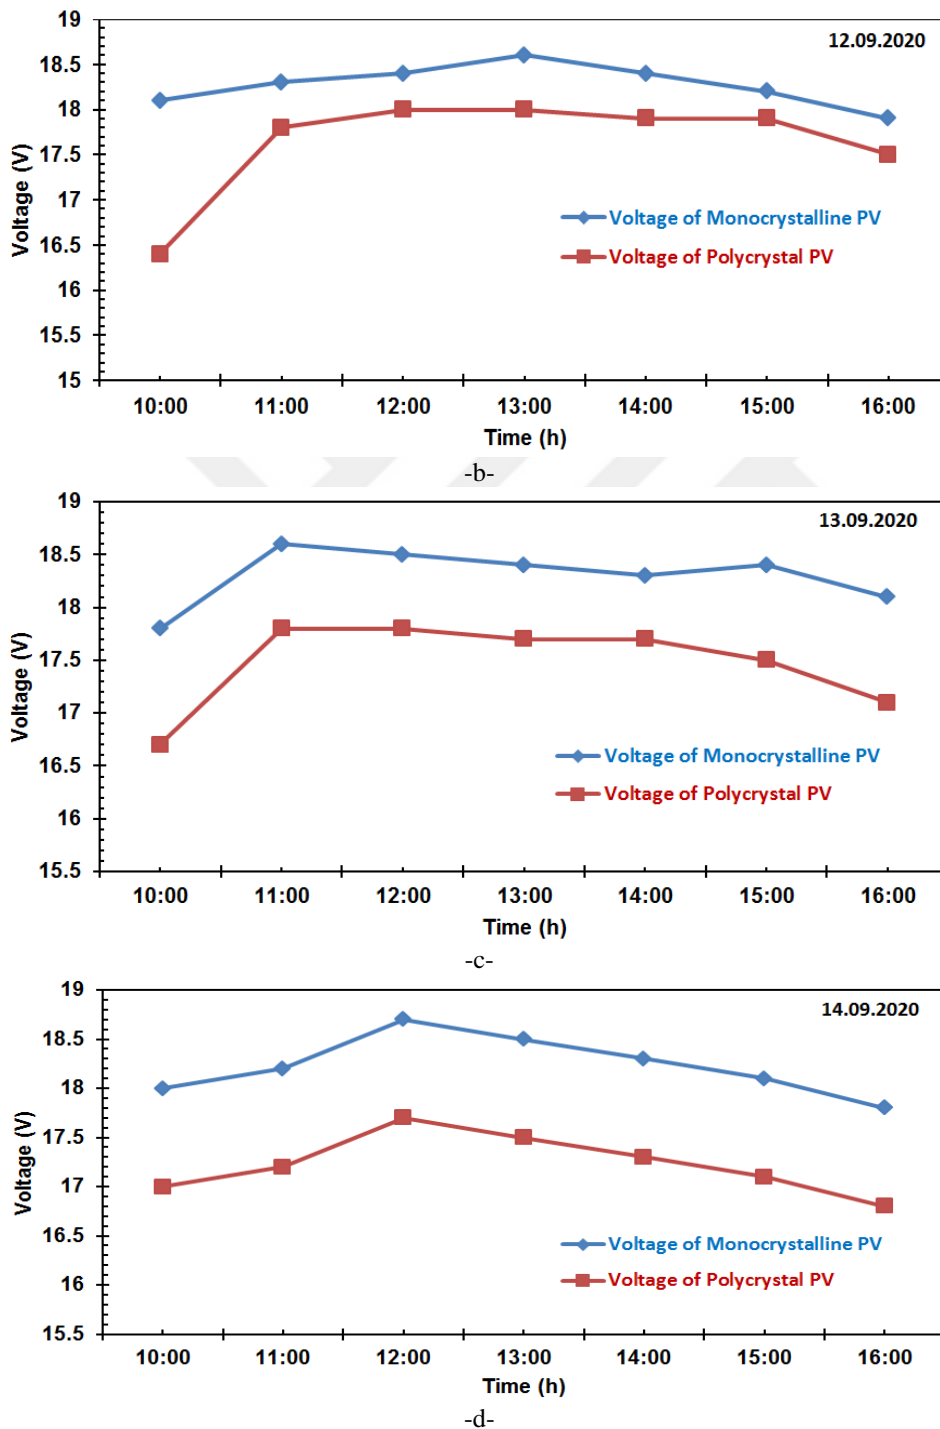 19
12.09.2020
18.5
18
17.5
Voltage (V)
17
Voltage of Monocrystalline PV
16.5
Voltage of Polycrystal PV
16
15.5
15
10:00 11:00 12:00 13:00 14:00 15:00 16:00
Time (h)
-b-
19
13.09.2020
18.5
18
17.5
Voltage (V)
17
16.5
Voltage of Monocrystalline PV
Voltage of Polycrystal PV
16
15.5
10:00 11:00 12:00 13:00 14:00 15:00 16:00
Time (h)
-c-
19
14.09.2020
18.5
18
17.5
Voltage (V)
17
16.5
Voltage of Monocrystalline PV
Voltage of Polycrystal PV
16
15.5
10:00 11:00 12:00 13:00 14:00 15:00 16:00
Time (h)
-d-